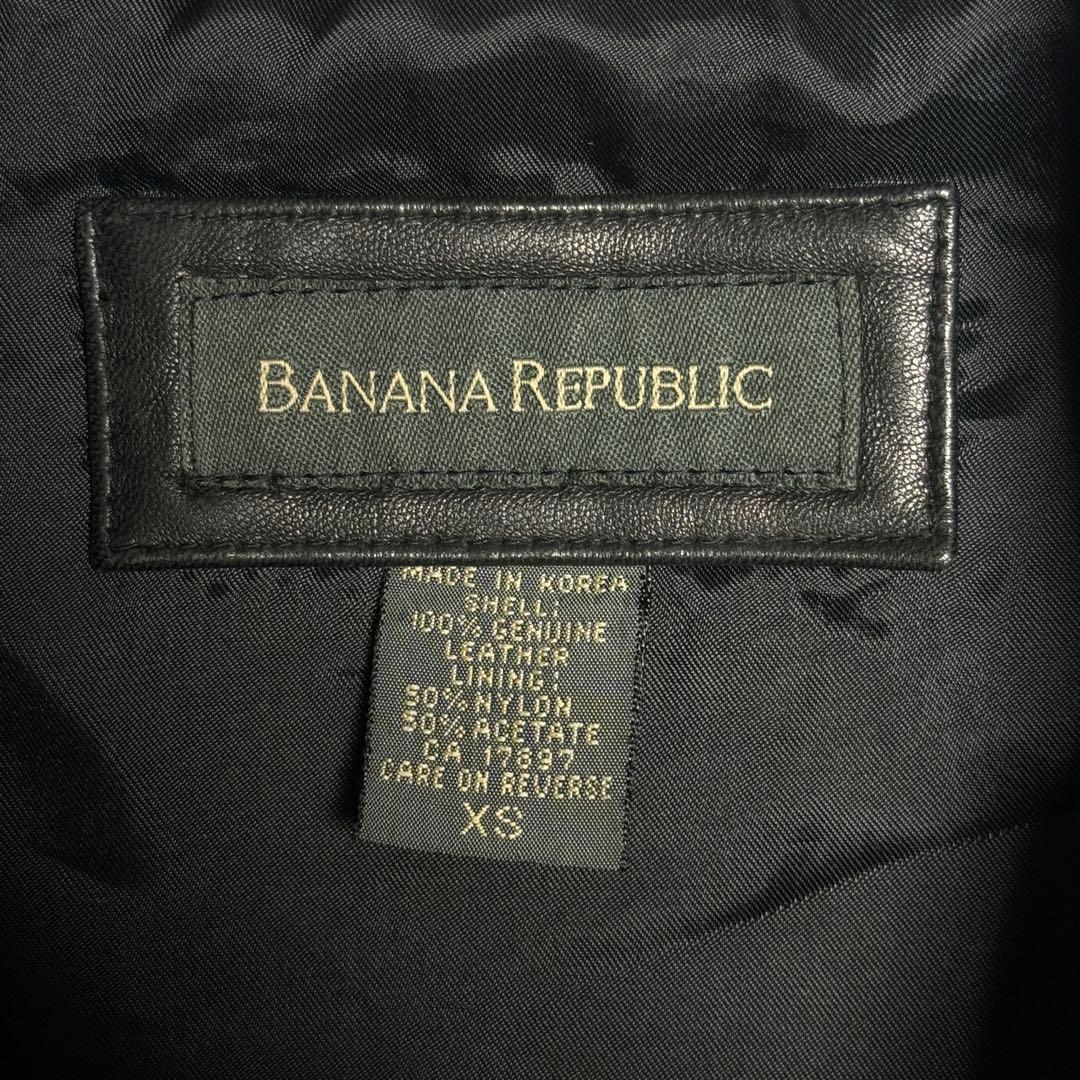 BANANA REPUBLIC
MADE IN KOREA
SHELL:
100% GENUINE
LEATHER
LINING:
50% NYLON
50% ACETATE
CA 17897
CARE ON REVERSE
XS